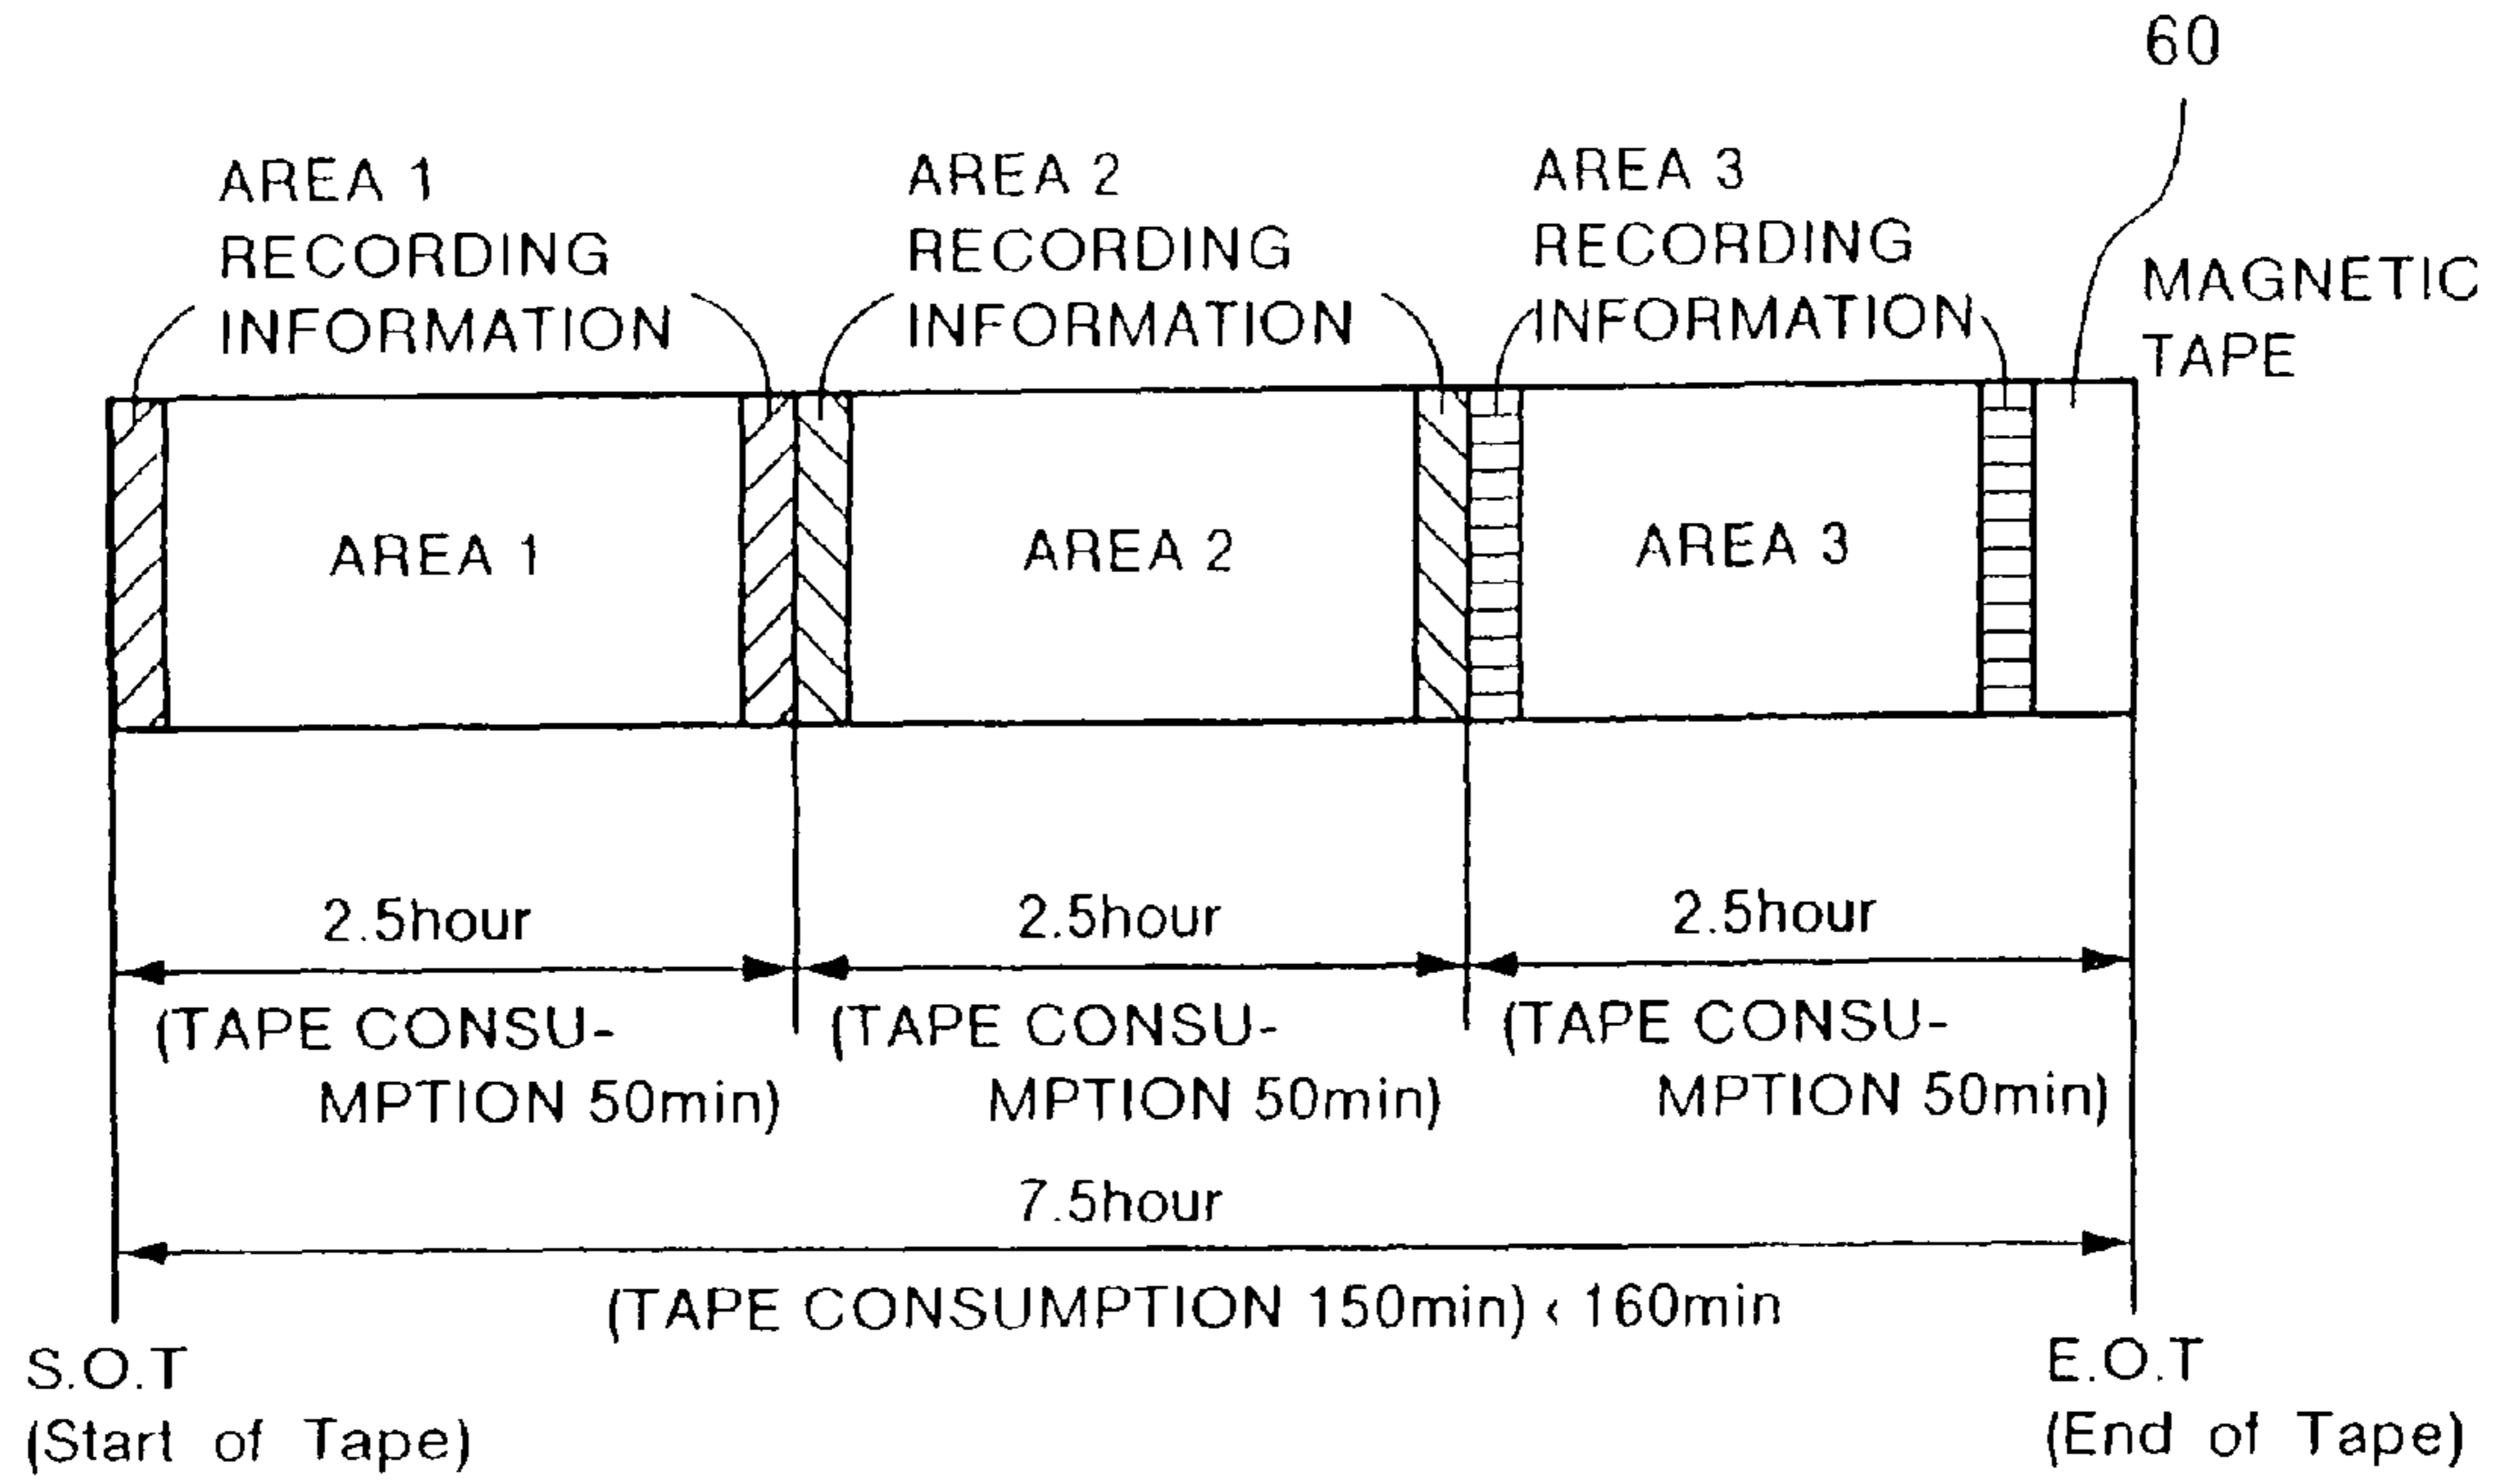 60
AREA 1
RECORDING
INFORMATION
AREA 2
RECORDING
INFORMATION
AREA 3
RECORDING
INFORMATION
MAGNETIC
TAPE
AREA 1
AREA 2
AREA 3
2.5hour
2.5hour
2.5hour
(TAPE CONSU-
MPTION 50min)
(TAPE CONSU-
MPTION 50min)
(TAPE CONSU-
MPTION 50min)
7.5hour
(TAPE CONSUMPTION 150min) < 160min
S.O.T
(Start of Tape)
E.O.T
(End of Tape)